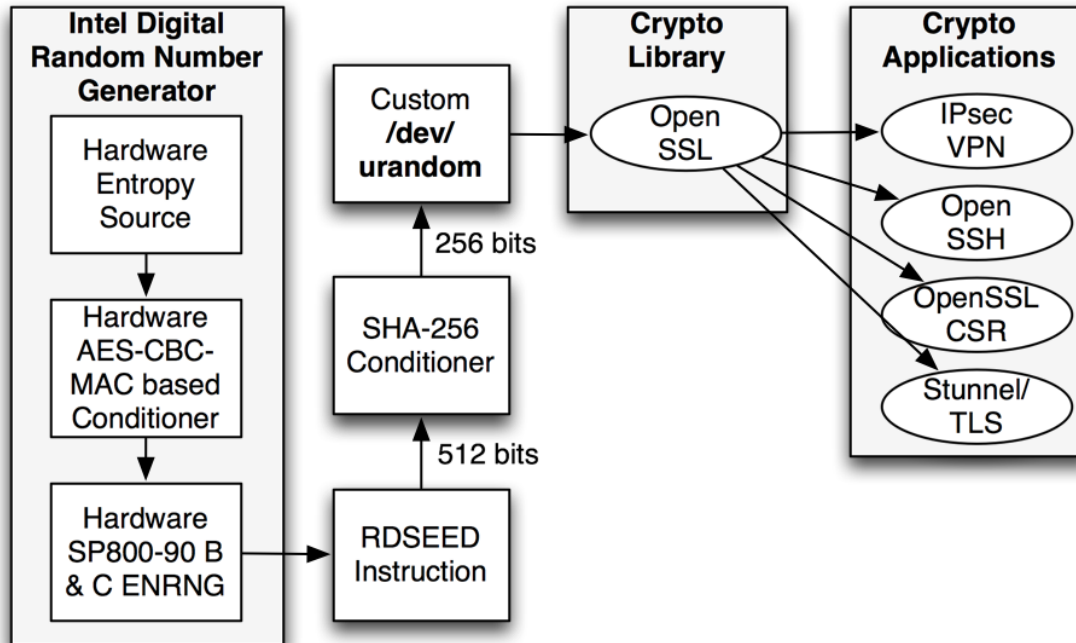 Intel Digital
Random Number
Generator
Hardware
Entropy
Source
Hardware
AES-CBC-
MAC based
Conditioner
Hardware
SP800-90 B
& C ENRNG
Custom
/dev/
urandom
256 bits
SHA-256
Conditioner
512 bits
RDSEED
Instruction
Crypto
Library
Open
SSL
Crypto
Applications
IPsec
VPN
Open
SSH
OpenSSL
CSR
Stunnel/
TLS